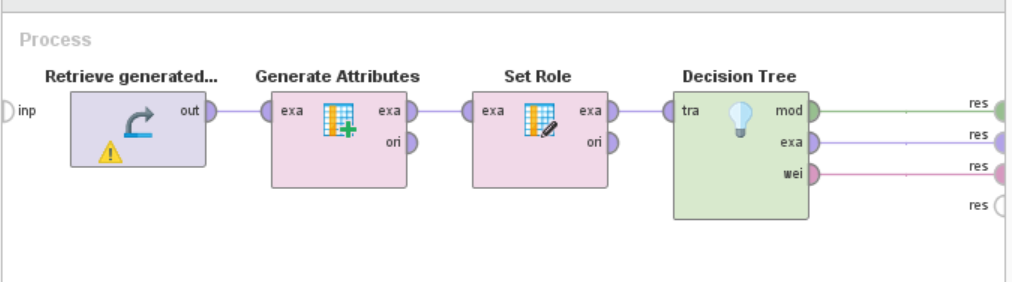 Process
Retrieve generated... Generate Attributes Set Role Decision Tree
inp out exa exa exa exa tra mod res
ori ori exa res
wei res
res